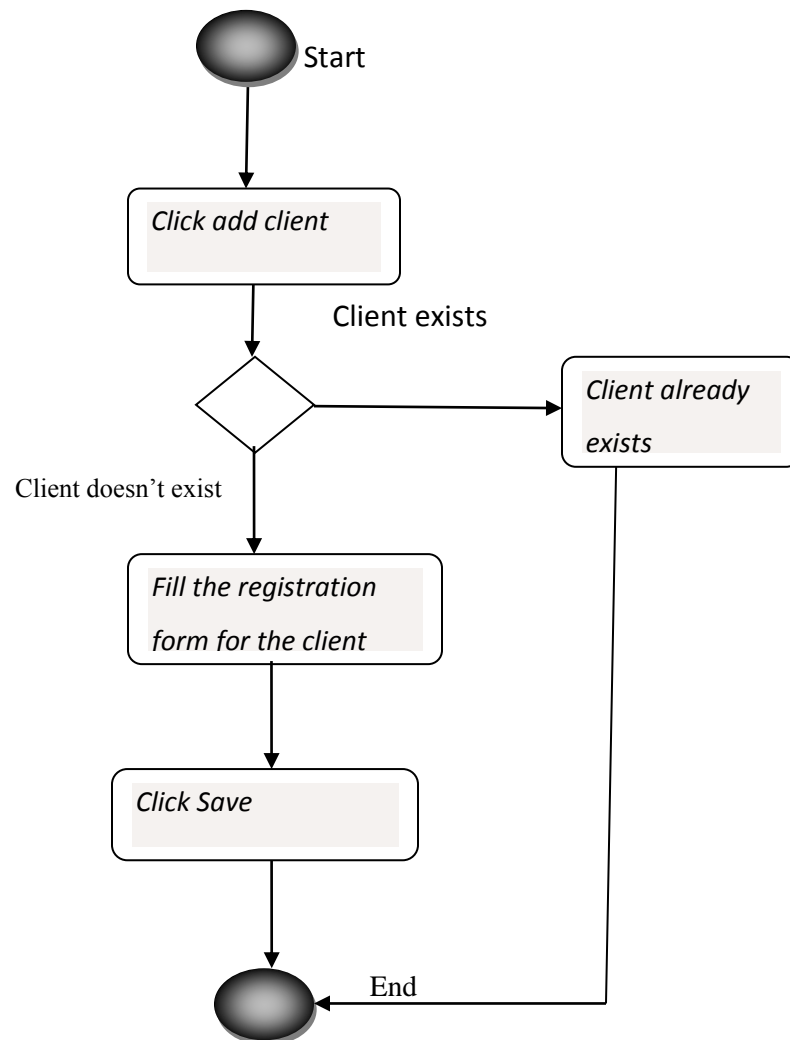 Start
Click add client
Client exists
Client already
exists
Client doesn’t exist
Fill the registration
form for the client
Click Save
End